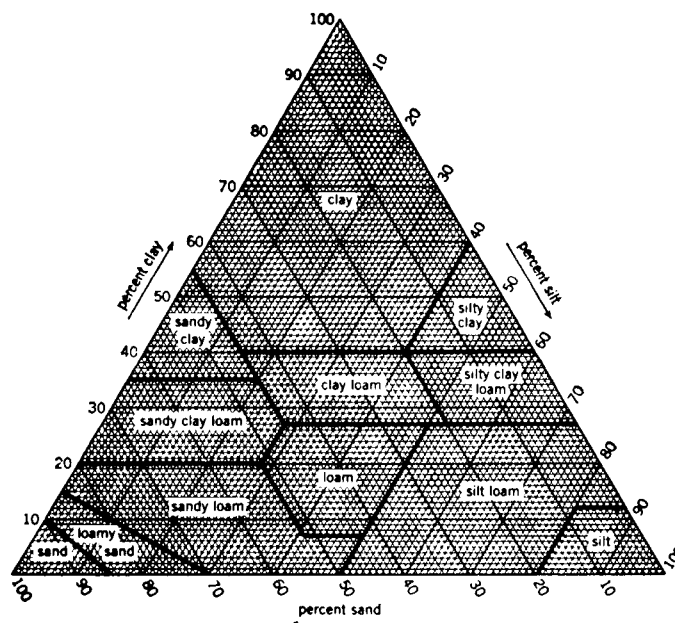 100
90
10
80
20
70
30
clay
60
40
percent clay
percent silt
50
50
silty
clay
sandy
clay
60
40
clay loam
silty clay
loam
70
30
sandy clay loam
80
20
loam
silt loam
sandy loam
90
10
loamy
sand
sand
silt
100
90
80
70
60
50
40
30
20
10
percent sand